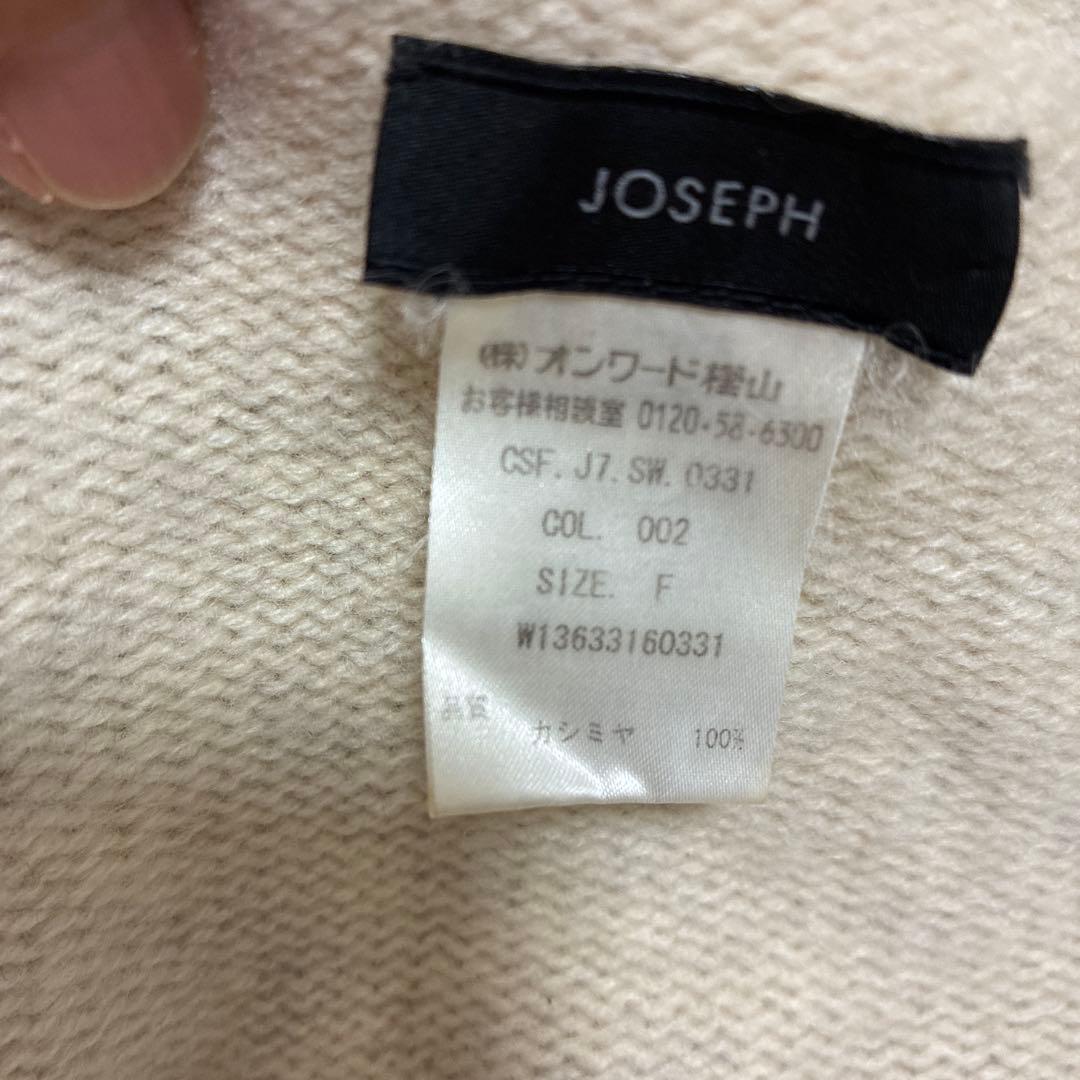 JOSEPH
(株)オンワード樫山
お客様相談室 0120-58-6300
CSF. J7. SW. 0331
COL. 002
SIZE. F
W13633160331
品質
カシミヤ 100%